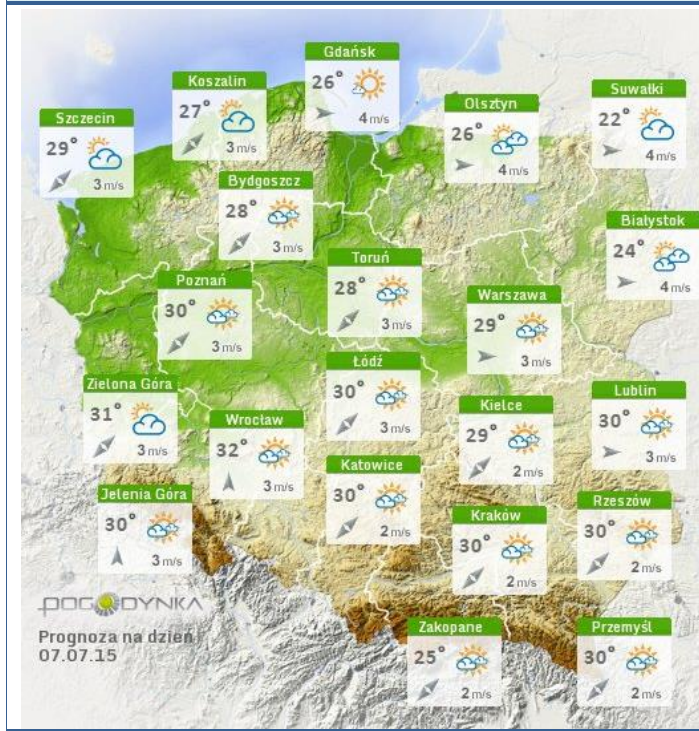 Gdańsk
26°
4 m/s
Koszalin
27°
3 m/s
Suwałki
22°
4 m/s
Olsztyn
26°
4 m/s
Szczecin
29°
3 m/s
Bydgoszcz
28°
3 m/s
Białystok
24°
4 m/s
Toruń
28°
3 m/s
Poznań
30°
3 m/s
Warszawa
29°
3 m/s
Łódź
30°
3 m/s
Zielona Góra
31°
3 m/s
Lublin
30°
3 m/s
Kielce
29°
2 m/s
Wrocław
32°
3 m/s
Katowice
30°
2 m/s
Jelenia Góra
30°
3 m/s
Rzeszów
30°
2 m/s
Kraków
30°
2 m/s
POGODYNKA
Prognoza na dzień
07.07.15
Zakopane
25°
2 m/s
Przemyśl
30°
2 m/s